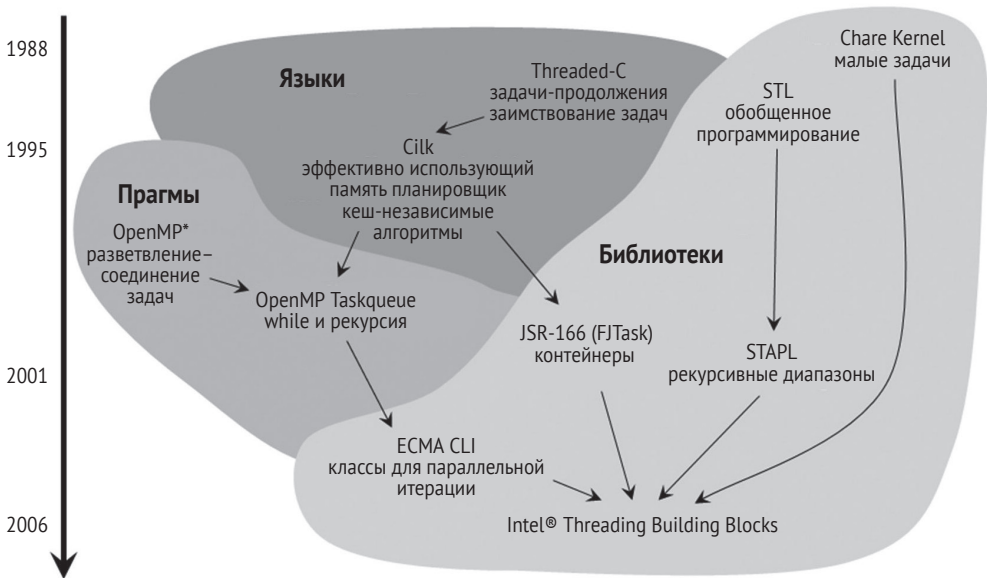 1988
1995
2001
2006
Языки
Threaded-C
задачи-продолжения
заимствование задач
Cilk
эффективно использующий
память планировщик
кеш-независимые
алгоритмы
Прагмы
OpenMP*
разветвление–
соединение
задач
OpenMP Taskqueue
while и рекурсия
Библиотеки
Chare Kernel
малые задачи
STL
обобщенное
программирование
JSR-166 (FJTask)
контейнеры
STAPL
рекурсивные диапазоны
ECMA CLI
классы для параллельной
итерации
Intel® Threading Building Blocks